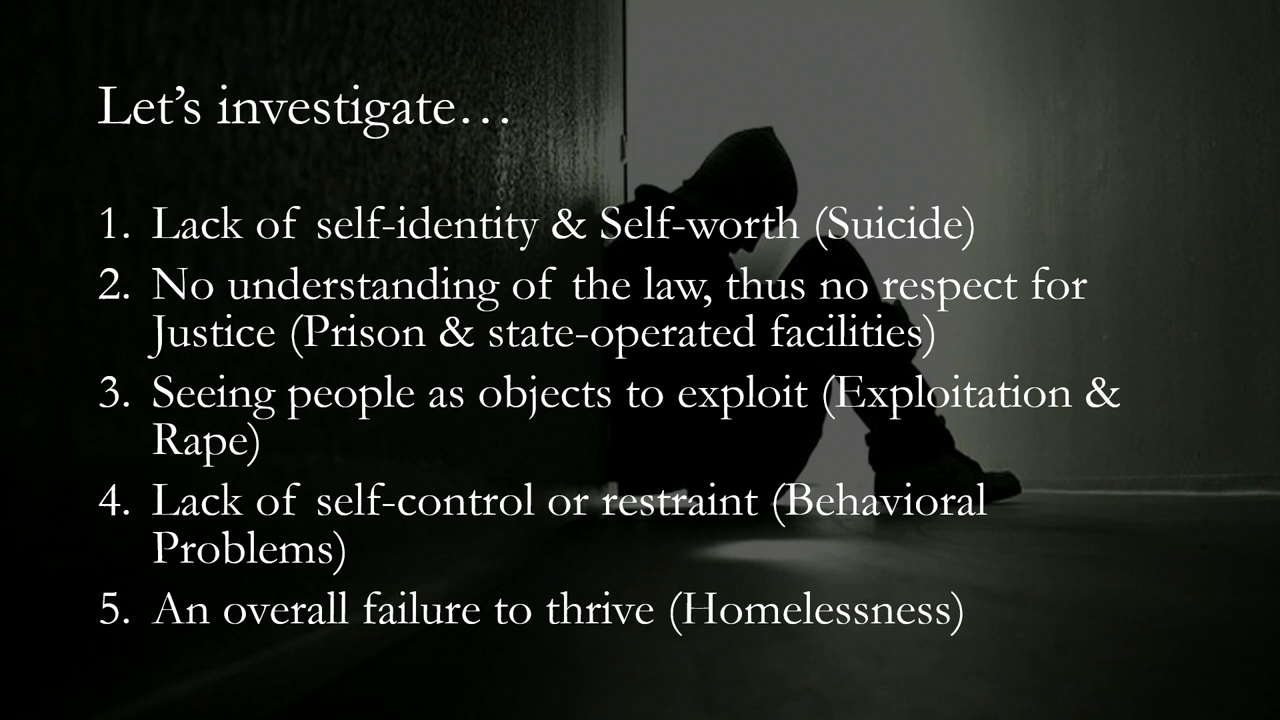 Let’s investigate…
1. Lack of self-identity & Self-worth (Suicide)
2. No understanding of the law, thus no respect for
Justice (Prison & state-operated facilities)
3. Seeing people as objects to exploit (Exploitation &
Rape)
4. Lack of self-control or restraint (Behavioral
Problems)
5. An overall failure to thrive (Homelessness)